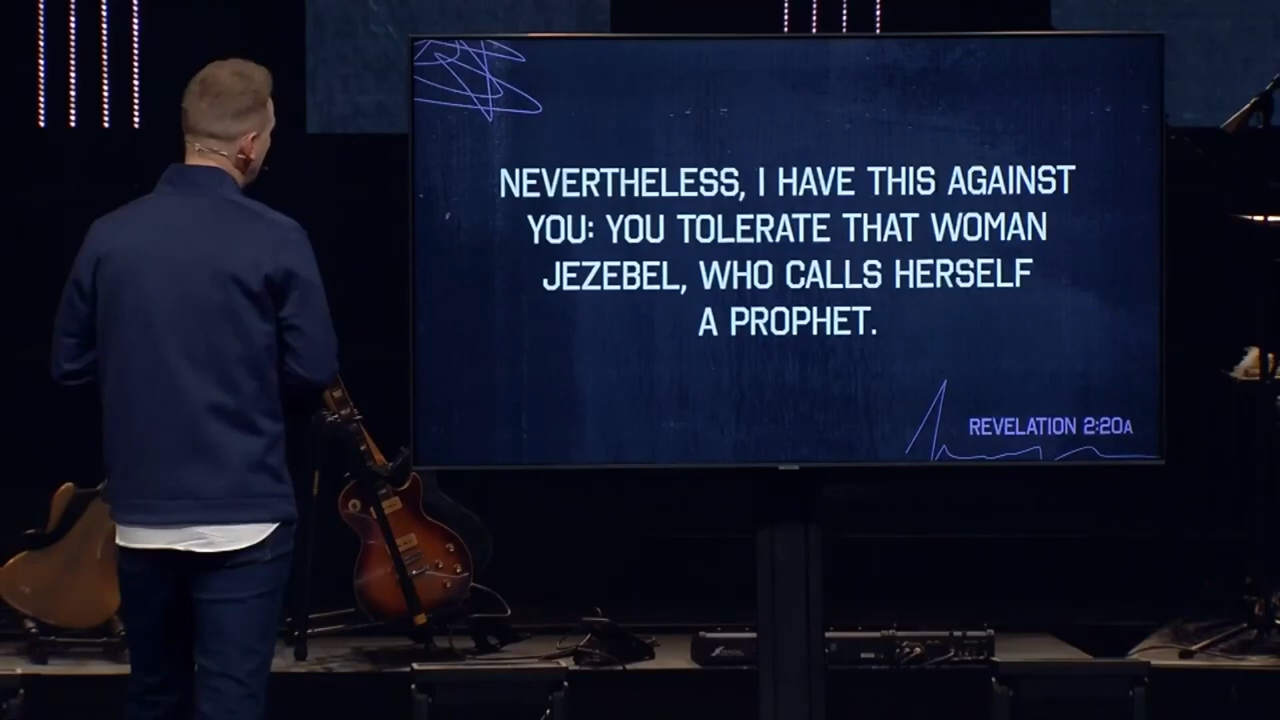 NEVERTHELESS, I HAVE THIS AGAINST
YOU: YOU TOLERATE THAT WOMAN
JEZEBEL, WHO CALLS HERSELF
A PROPHET.
REVELATION 2:20A